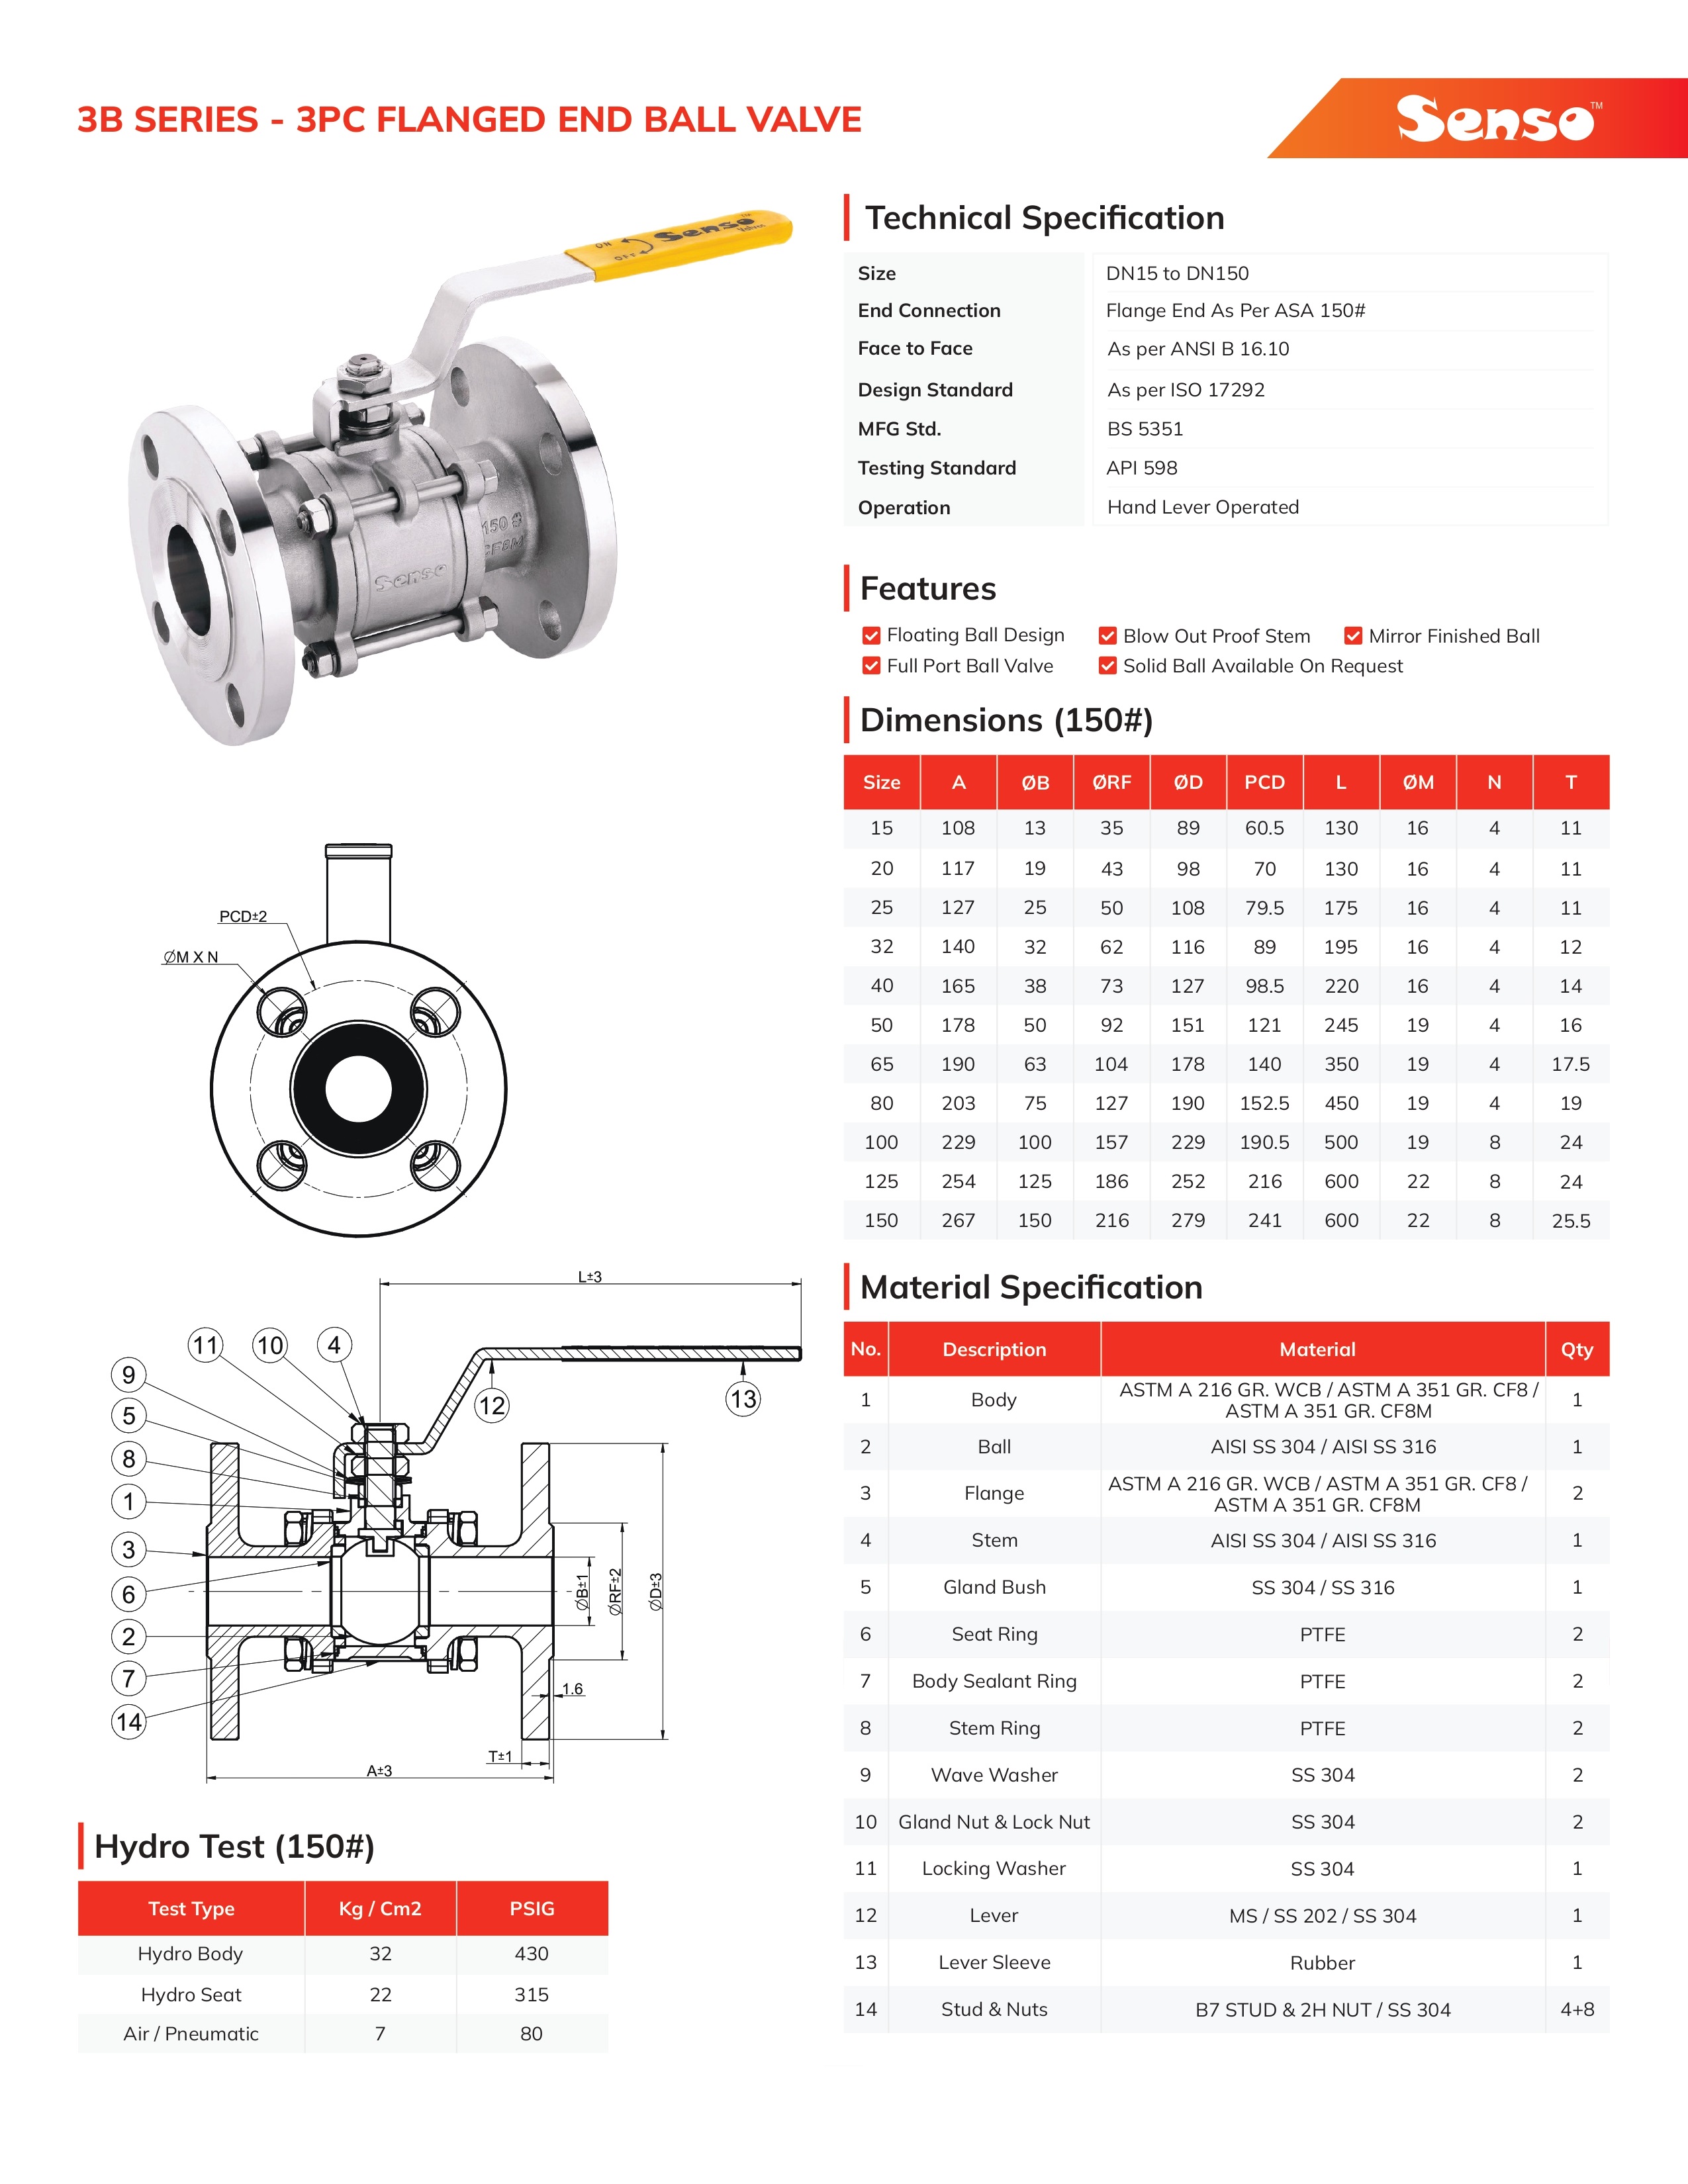 3B SERIES - 3PC FLANGED END BALL VALVE
Senso™
ON
OFF
Senso
Valves
150 #
CF8M
Senso
Technical Specification
Size DN15 to DN150
End Connection Flange End As Per ASA 150#
Face to Face As per ANSI B 16.10
Design Standard As per ISO 17292
MFG Std. BS 5351
Testing Standard API 598
Operation Hand Lever Operated
Features
Floating Ball Design Blow Out Proof Stem Mirror Finished Ball
Full Port Ball Valve Solid Ball Available On Request
Dimensions (150#)
Size A ØB ØRF ØD PCD L ØM N T
15 108 13 35 89 60.5 130 16 4 11
20 117 19 43 98 70 130 16 4 11
25 127 25 50 108 79.5 175 16 4 11
32 140 32 62 116 89 195 16 4 12
40 165 38 73 127 98.5 220 16 4 14
50 178 50 92 151 121 245 19 4 16
65 190 63 104 178 140 350 19 4 17.5
80 203 75 127 190 152.5 450 19 4 19
100 229 100 157 229 190.5 500 19 8 24
125 254 125 186 252 216 600 22 8 24
150 267 150 216 279 241 600 22 8 25.5
PCD±2
ØM X N
L±3
11 10 4
9
5
8
1
3
6
2
7
14
12
13
ØB±1
ØRF±2
ØD±3
1.6
T±1
A±3
Material Specification
No. Description Material Qty
1 Body ASTM A 216 GR. WCB / ASTM A 351 GR. CF8 /
ASTM A 351 GR. CF8M 1
2 Ball AISI SS 304 / AISI SS 316 1
3 Flange ASTM A 216 GR. WCB / ASTM A 351 GR. CF8 /
ASTM A 351 GR. CF8M 2
4 Stem AISI SS 304 / AISI SS 316 1
5 Gland Bush SS 304 / SS 316 1
6 Seat Ring PTFE 2
7 Body Sealant Ring PTFE 2
8 Stem Ring PTFE 2
9 Wave Washer SS 304 2
10 Gland Nut & Lock Nut SS 304 2
11 Locking Washer SS 304 1
12 Lever MS / SS 202 / SS 304 1
13 Lever Sleeve Rubber 1
14 Stud & Nuts B7 STUD & 2H NUT / SS 304 4+8
Hydro Test (150#)
Test Type Kg / Cm2 PSIG
Hydro Body 32 430
Hydro Seat 22 315
Air / Pneumatic 7 80